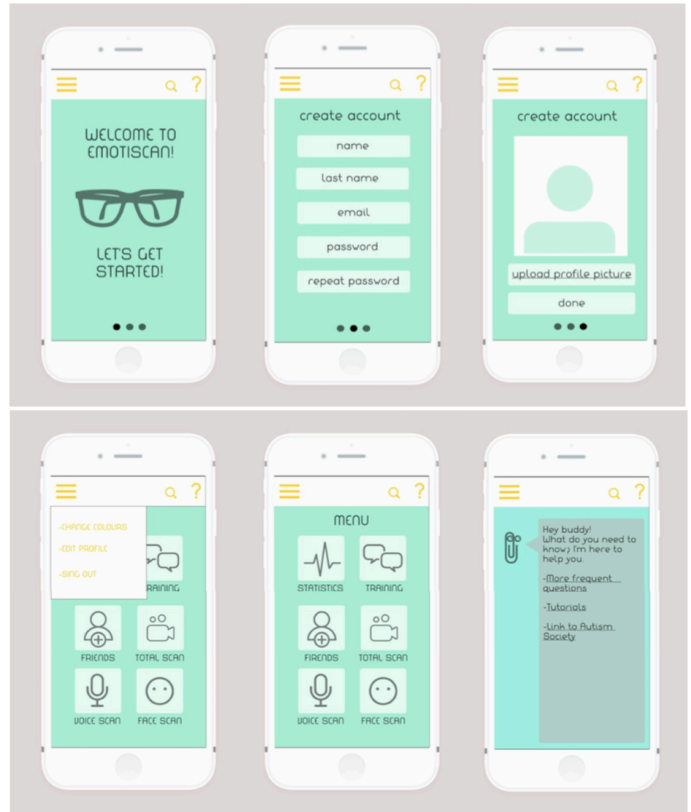 ?
WELCOME TO
EMOTISCAN!
LET'S GET
STARTED!
?
create account
name
last name
email
password
repeat password
?
create account
upload profile picture
done
?
-CHANGE COLOURS
-EDIT PROFILE
-SING OUT
TRAINING
FRIENDS
TOTAL SCAN
VOICE SCAN
FACE SCAN
?
MENU
STATISTICS
TRAINING
FIRENDS
TOTAL SCAN
VOICE SCAN
FACE SCAN
?
Hey buddy!
What do you need to
know? I'm here to
help you.
-More frequent
questions
-Tutorials
-Link to Autism
Society